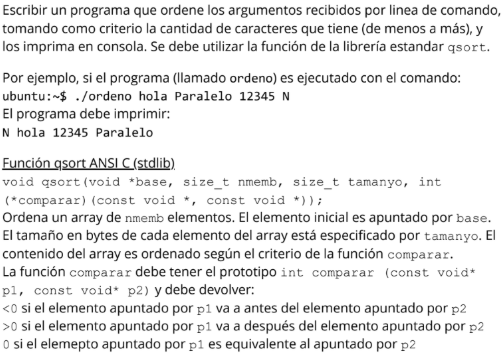 Escribir un programa que ordene los argumentos recibidos por linea de comando,
tomando como criterio la cantidad de caracteres que tiene (de menos a más), y
los imprima en consola. Se debe utilizar la función de la librería estandar qsort.
Por ejemplo, si el programa (llamado ordeno) es ejecutado con el comando:
ubuntu:~$ ./ordeno hola Paralelo 12345 N
El programa debe imprimir:
N hola 12345 Paralelo
Función qsort ANSI C (stdlib)
void qsort(void *base, size_t nmemb, size_t tamanyo, int
(*comparar)(const void *, const void *));
Ordena un array de nmemb elementos. El elemento inicial es apuntado por base.
El tamaño en bytes de cada elemento del array está especificado por tamanyo. El
contenido del array es ordenado según el criterio de la función comparar.
La función comparar debe tener el prototipo int comparar (const void*
p1, const void* p2) y debe devolver:
<0 si el elemento apuntado por p1 va a antes del elemento apuntado por p2
>0 si el elemento apuntado por p1 va a después del elemento apuntado por p2
0 si el elemepto apuntado por p1 es equivalente al apuntado por p2